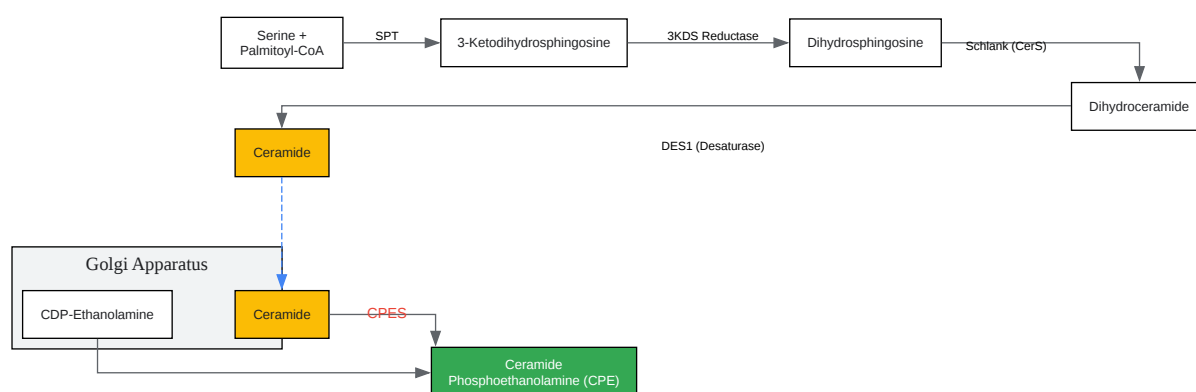 Serine +
Palmitoyl-CoA
SPT
3-Ketodihydrosphingosine
3KDS Reductase
Dihydrosphingosine
Schlank (CerS)
Dihydroceramide
DES1 (Desaturase)
Ceramide
Golgi Apparatus
CDP-Ethanolamine
Ceramide
CPES
Ceramide
Phosphoethanolamine (CPE)